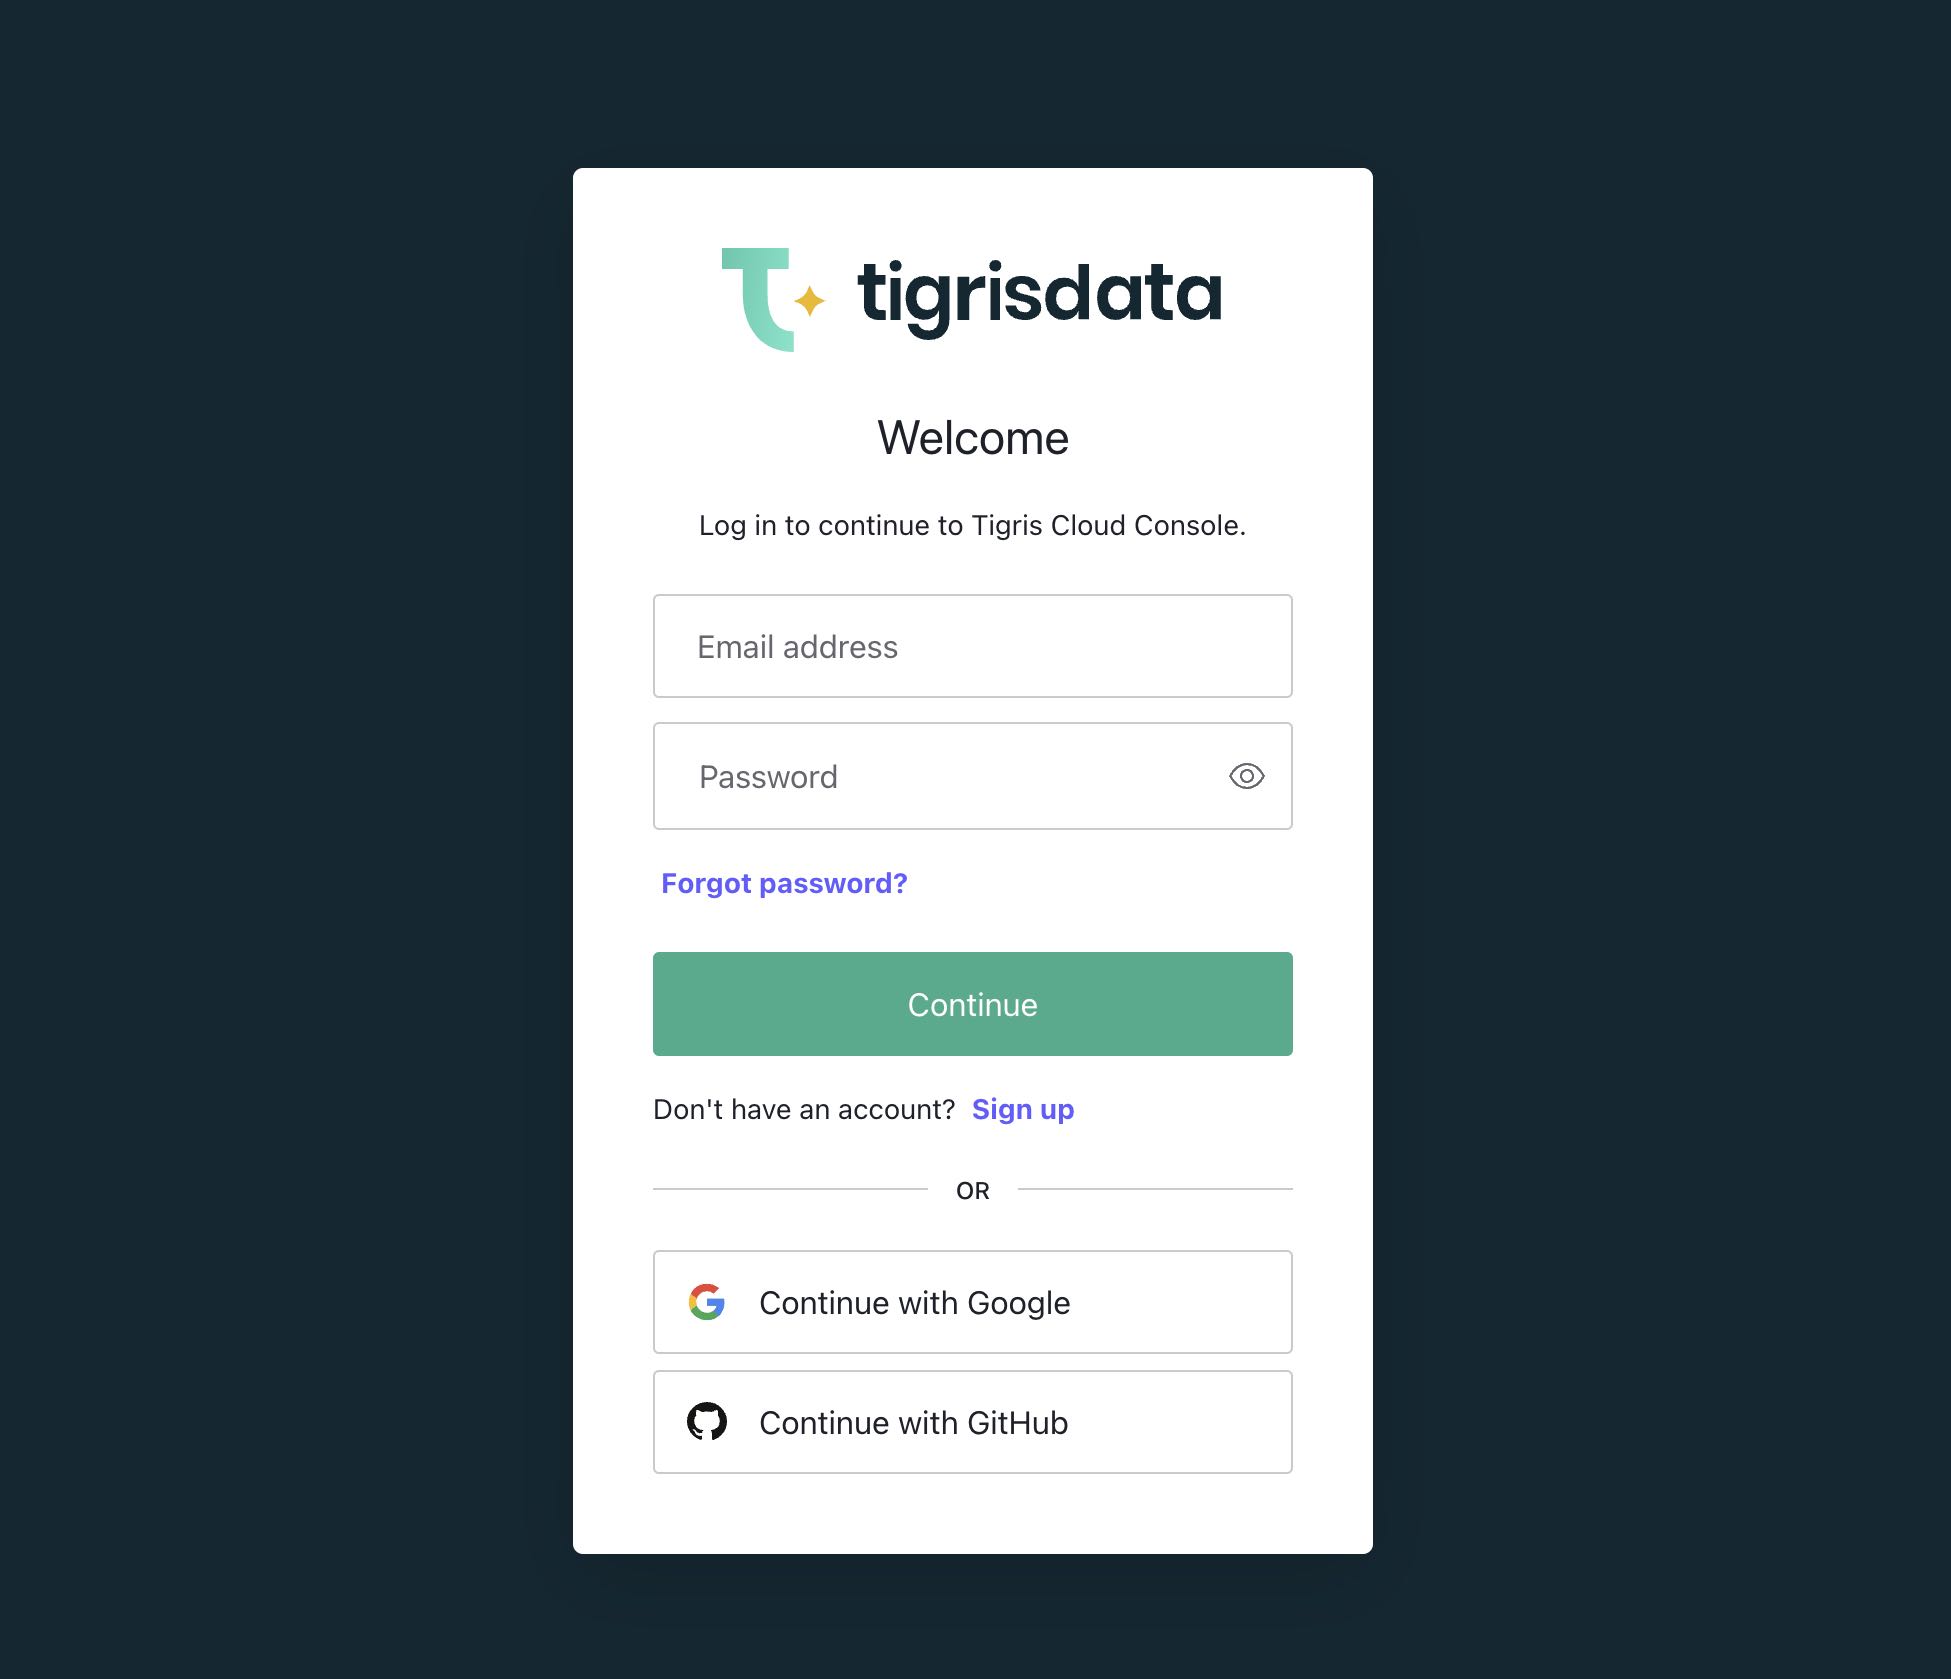 tigrisdata
Welcome
Log in to continue to Tigris Cloud Console.
Email address
Password
Forgot password?
Continue
Don't have an account? Sign up
OR
Continue with Google
Continue with GitHub